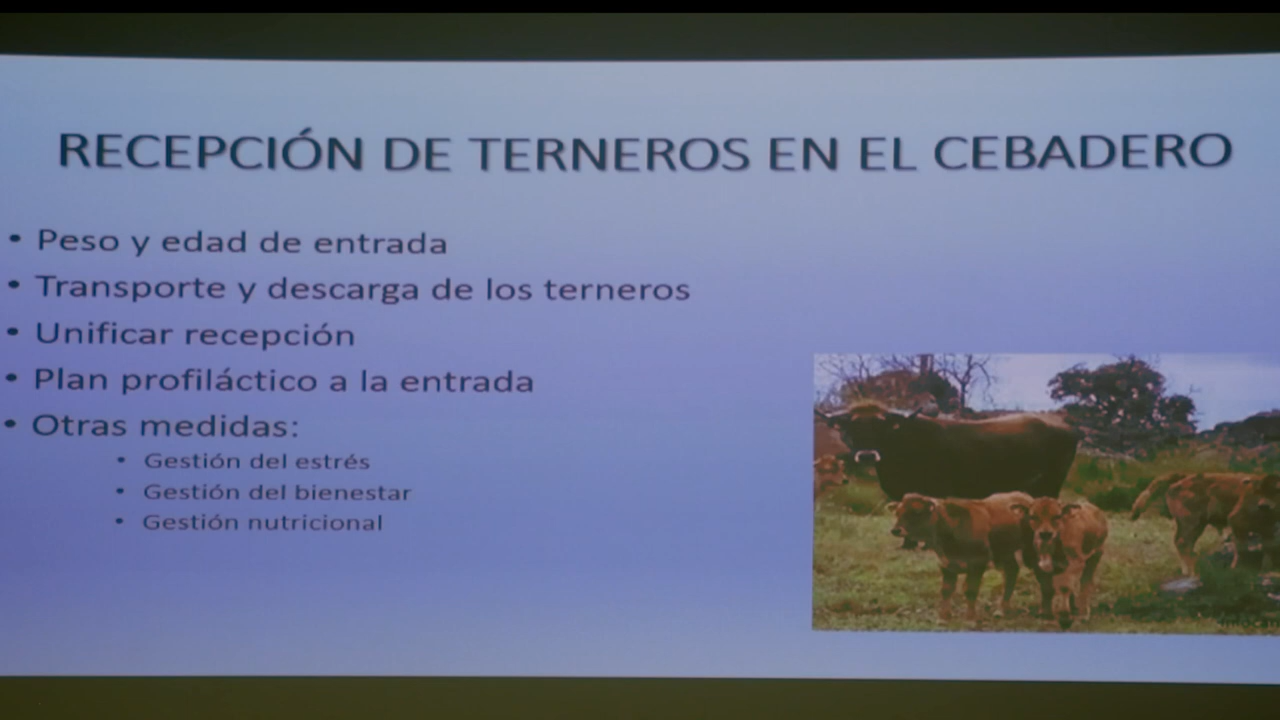 RECEPCIÓN DE TERNEROS EN EL CEBADERO
• Peso y edad de entrada
• Transporte y descarga de los terneros
• Unificar recepción
• Plan profiláctico a la entrada
• Otras medidas:
• Gestión del estrés
• Gestión del bienestar
• Gestión nutricional